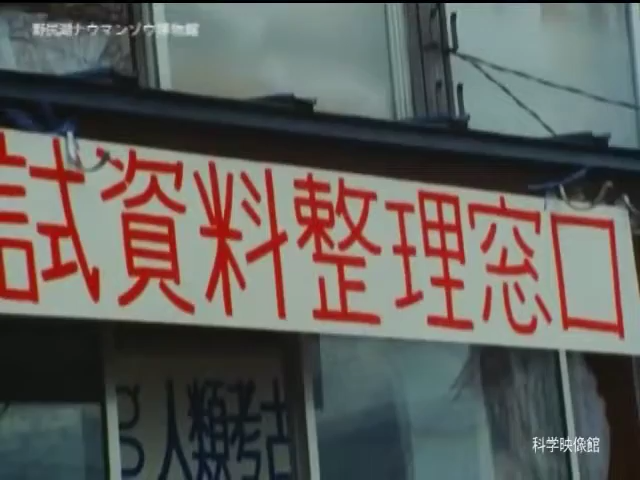 野尻湖ナウマンゾウ博物館
試資料整理窓口
人類考古
科学映像館